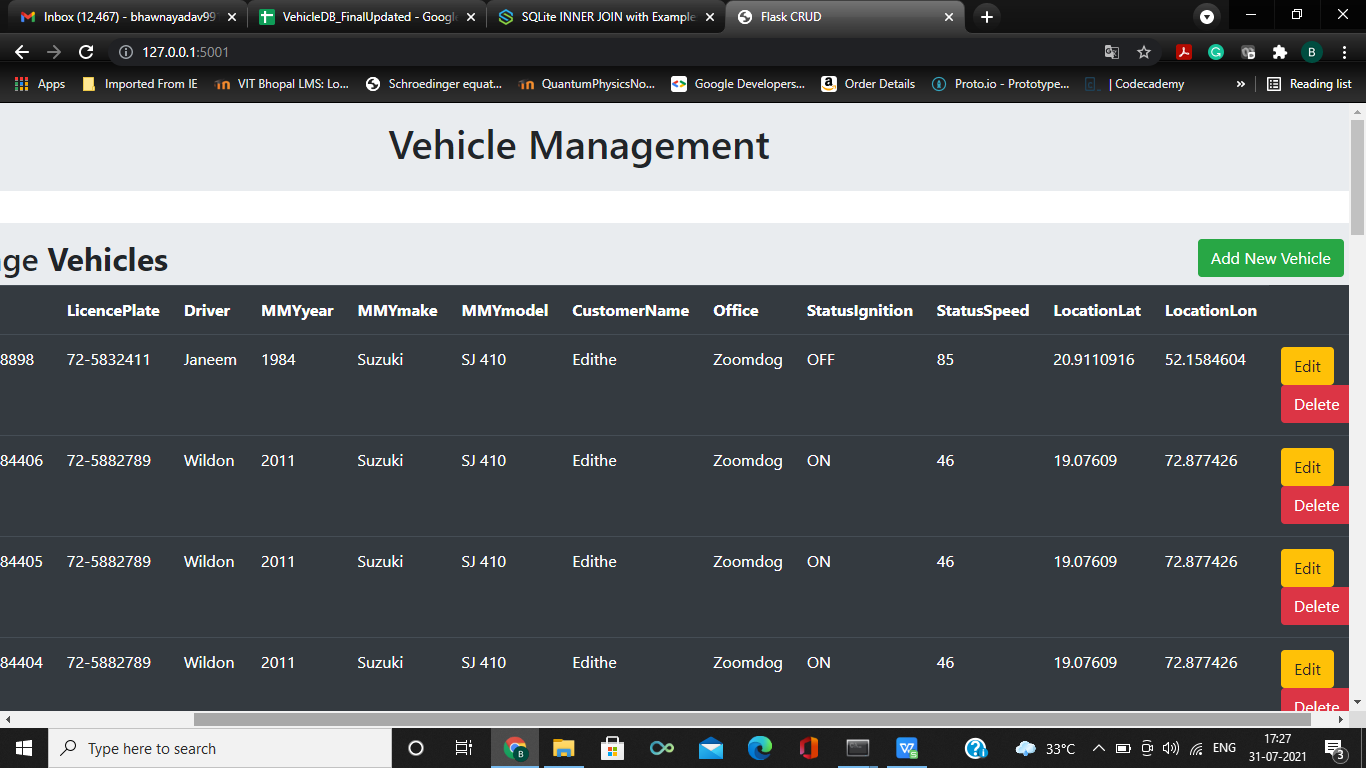 Inbox (12,467) - bhawnayadav99 VehicleDB_FinalUpdated - Google SQLite INNER JOIN with Example Flask CRUD
127.0.0.1:5001 B
Apps Imported From IE VIT Bhopal LMS: Lo... Schroedinger equat... QuantumPhysicsNo... Google Developers... Order Details Proto.io - Prototype... | Codecademy » Reading list
Vehicle Management
ge Vehicles Add New Vehicle
LicencePlate Driver MMYyear MMYmake MMYmodel CustomerName Office StatusIgnition StatusSpeed LocationLat LocationLon
8898 72-5832411 Janeem 1984 Suzuki SJ 410 Edithe Zoomdog OFF 85 20.9110916 52.1584604 Edit
Delete
84406 72-5882789 Wildon 2011 Suzuki SJ 410 Edithe Zoomdog ON 46 19.07609 72.877426 Edit
Delete
84405 72-5882789 Wildon 2011 Suzuki SJ 410 Edithe Zoomdog ON 46 19.07609 72.877426 Edit
Delete
84404 72-5882789 Wildon 2011 Suzuki SJ 410 Edithe Zoomdog ON 46 19.07609 72.877426 Edit
Delete
Type here to search 33°C ENG 17:27
31-07-2021 3